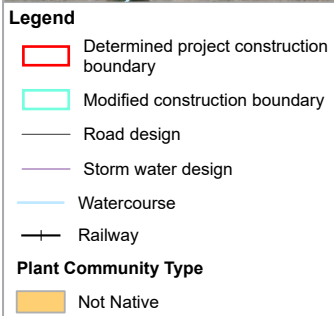 Legend
Determined project construction
boundary
Modified construction boundary
Road design
Storm water design
Watercourse
Railway
Plant Community Type
Not Native